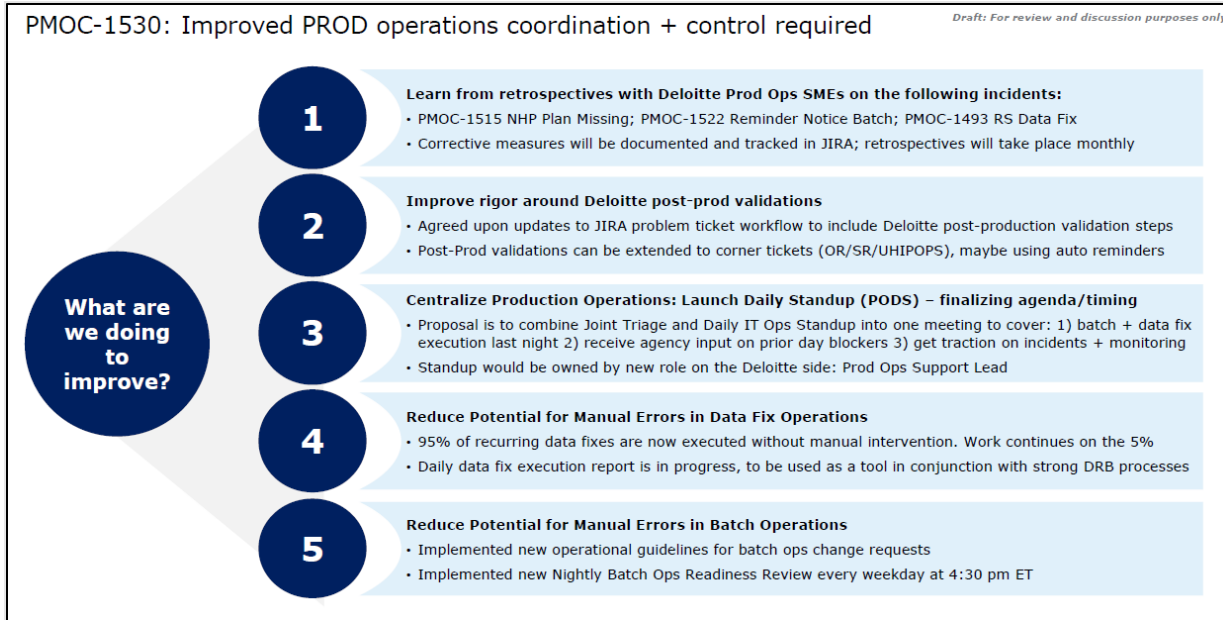 PMOC-1530: Improved PROD operations coordination + control required
Draft: For review and discussion purposes only
What are
we doing
to
improve?
1
Learn from retrospectives with Deloitte Prod Ops SMEs on the following incidents:
• PMOC-1515 NHP Plan Missing; PMOC-1522 Reminder Notice Batch; PMOC-1493 RS Data Fix
• Corrective measures will be documented and tracked in JIRA; retrospectives will take place monthly
2
Improve rigor around Deloitte post-prod validations
• Agreed upon updates to JIRA problem ticket workflow to include Deloitte post-production validation steps
• Post-Prod validations can be extended to corner tickets (OR/SR/UHIPOPS), maybe using auto reminders
3
Centralize Production Operations: Launch Daily Standup (PODS) – finalizing agenda/timing
• Proposal is to combine Joint Triage and Daily IT Ops Standup into one meeting to cover: 1) batch + data fix
execution last night 2) receive agency input on prior day blockers 3) get traction on incidents + monitoring
• Standup would be owned by new role on the Deloitte side: Prod Ops Support Lead
4
Reduce Potential for Manual Errors in Data Fix Operations
• 95% of recurring data fixes are now executed without manual intervention. Work continues on the 5%
• Daily data fix execution report is in progress, to be used as a tool in conjunction with strong DRB processes
5
Reduce Potential for Manual Errors in Batch Operations
• Implemented new operational guidelines for batch ops change requests
• Implemented new Nightly Batch Ops Readiness Review every weekday at 4:30 pm ET